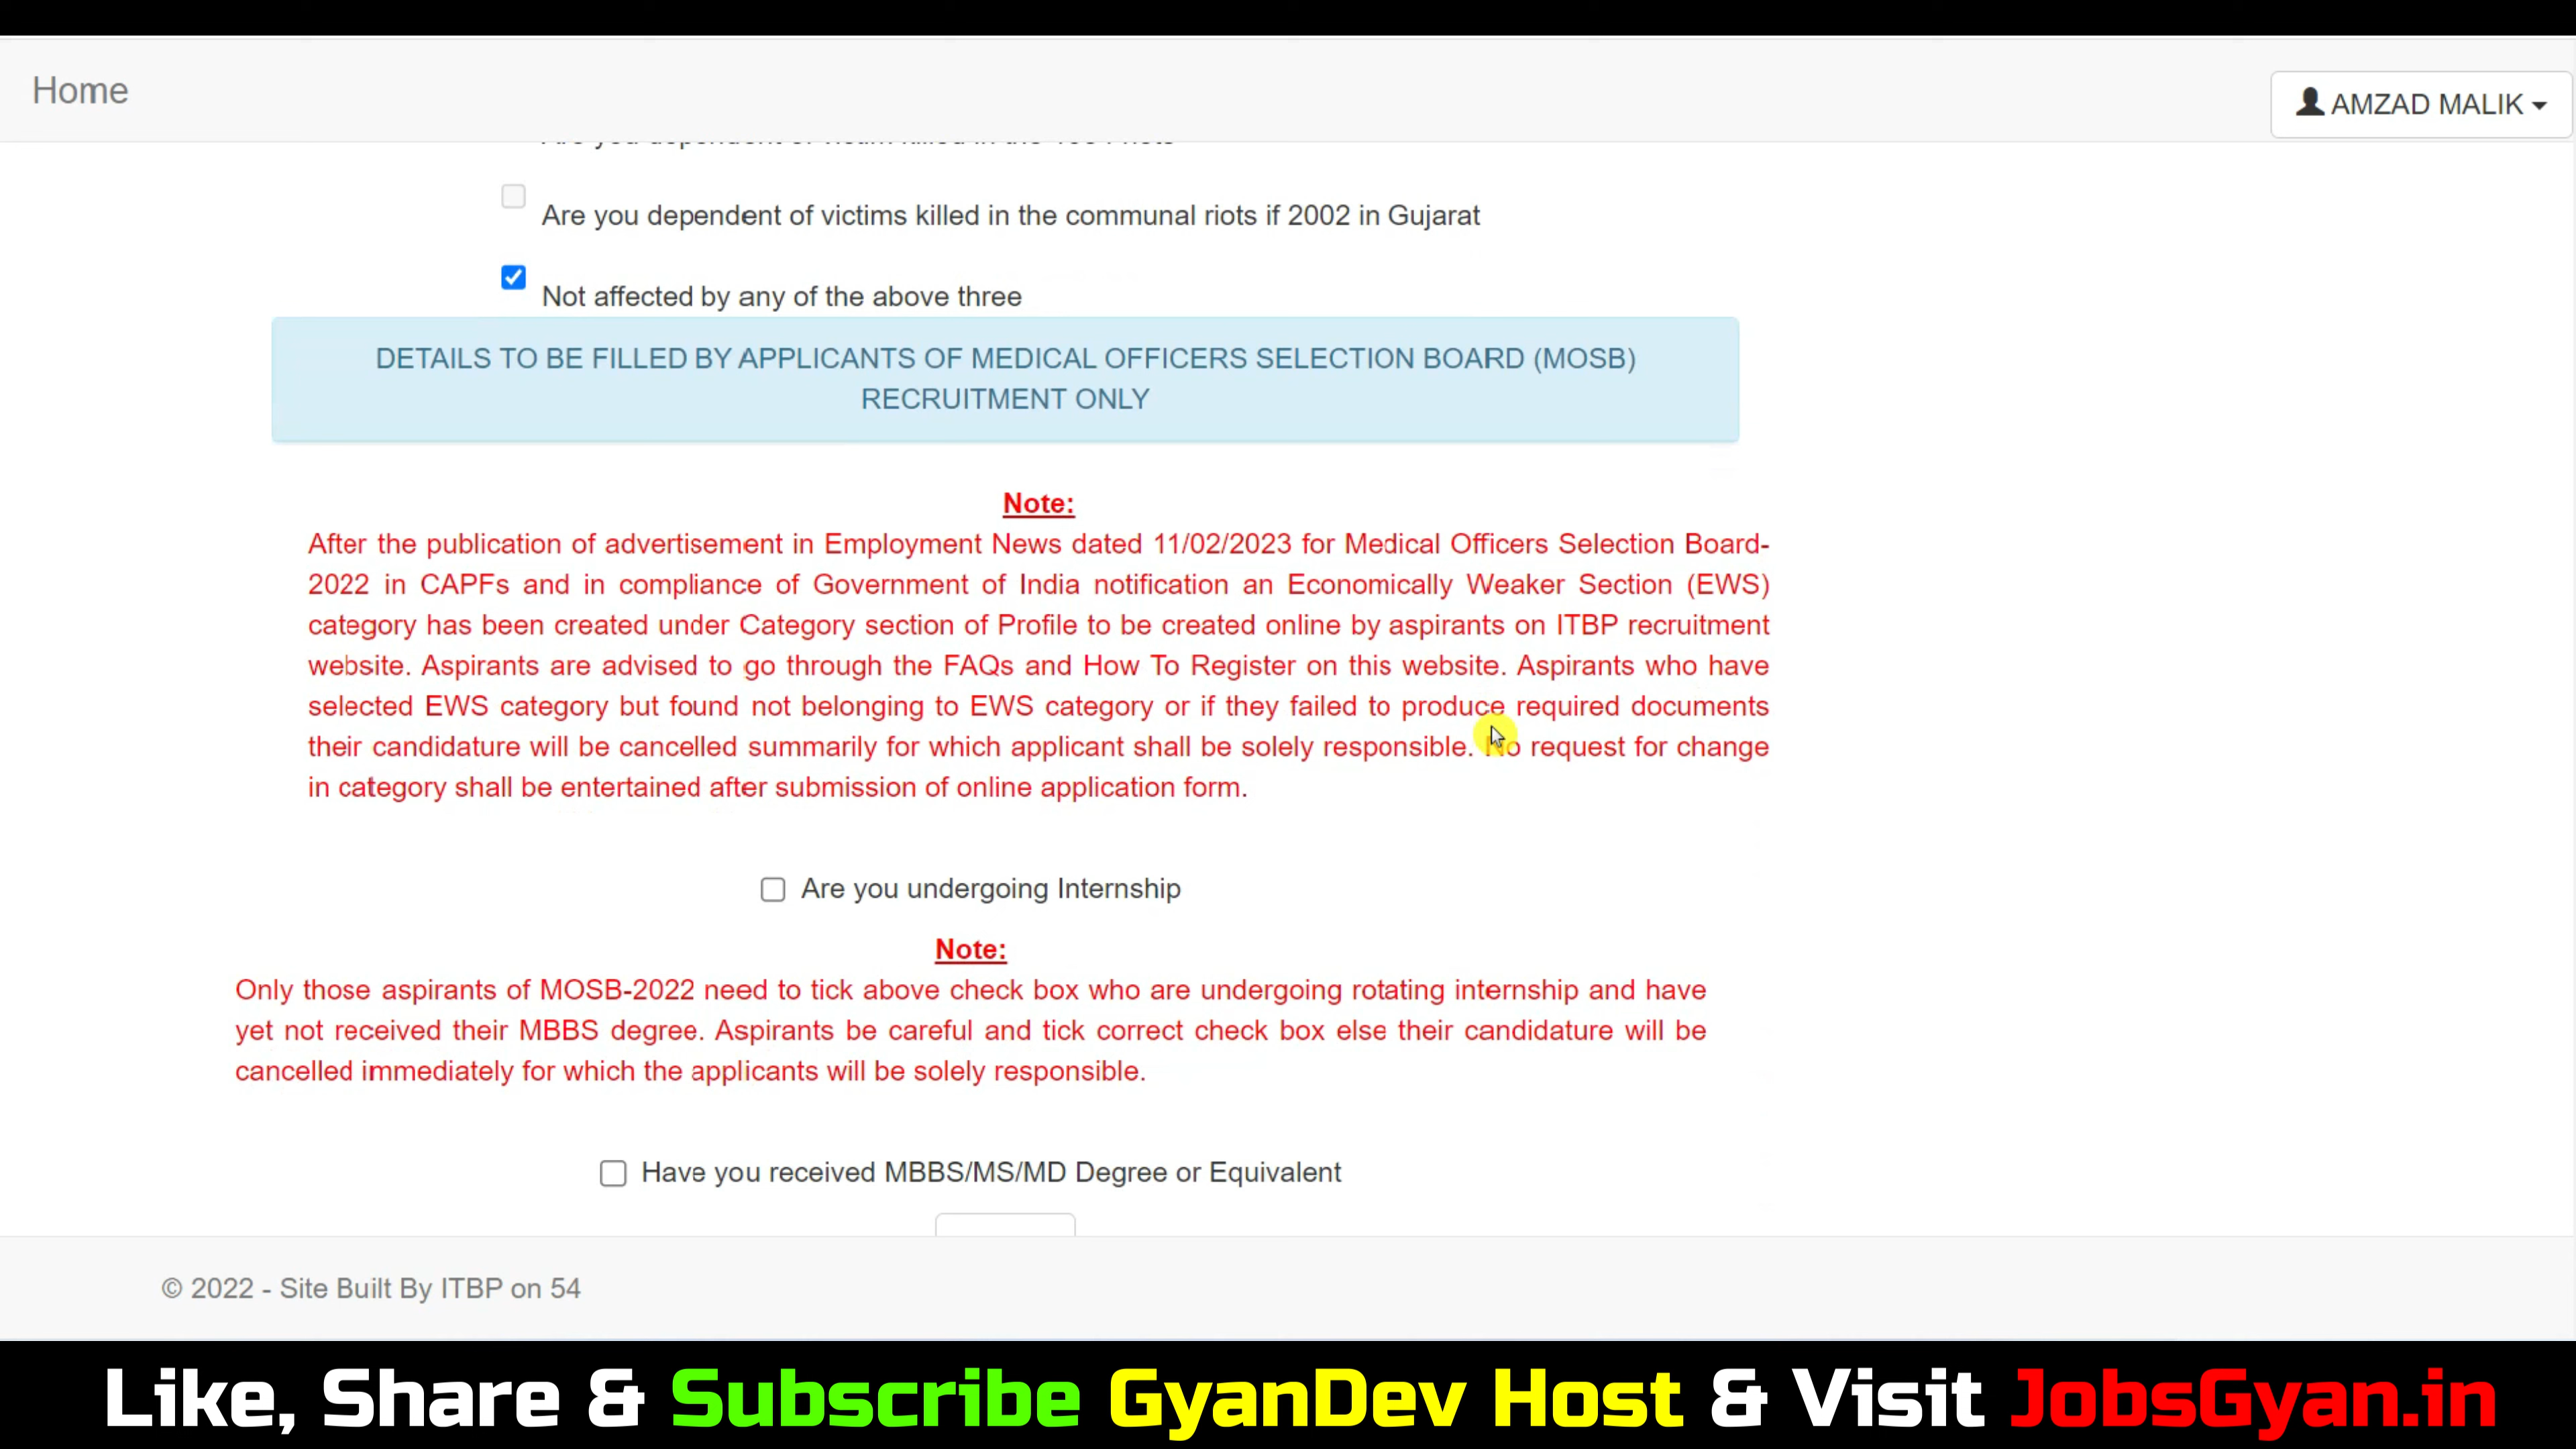 Home
AMZAD MALIK
Are you dependent of victims killed in the communal riots if 2002 in Gujarat
Not affected by any of the above three
DETAILS TO BE FILLED BY APPLICANTS OF MEDICAL OFFICERS SELECTION BOARD (MOSB)
RECRUITMENT ONLY
Note:
After the publication of advertisement in Employment News dated 11/02/2023 for Medical Officers Selection Board-
2022 in CAPFs and in compliance of Government of India notification an Economically Weaker Section (EWS)
category has been created under Category section of Profile to be created online by aspirants on ITBP recruitment
website. Aspirants are advised to go through the FAQs and How To Register on this website. Aspirants who have
selected EWS category but found not belonging to EWS category or if they failed to produce required documents
their candidature will be cancelled summarily for which applicant shall be solely responsible. No request for change
in category shall be entertained after submission of online application form.
Are you undergoing Internship
Note:
Only those aspirants of MOSB-2022 need to tick above check box who are undergoing rotating internship and have
yet not received their MBBS degree. Aspirants be careful and tick correct check box else their candidature will be
cancelled immediately for which the applicants will be solely responsible.
Have you received MBBS/MS/MD Degree or Equivalent
© 2022 - Site Built By ITBP on 54
Like, Share & Subscribe GyanDev Host & Visit JobsGyan.in